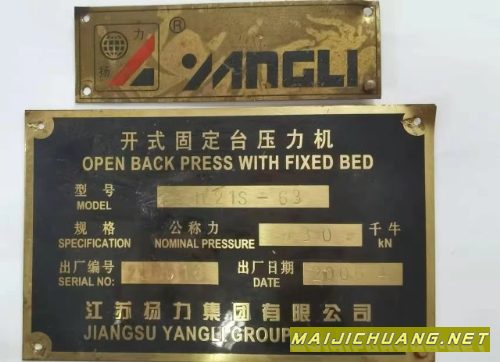 力
扬
®
YANGLI
开式固定台压力机
OPEN BACK PRESS WITH FIXED BED
型号
MODEL
21S-63
规格
SPECIFICATION
公称力
NOMINAL PRESSURE
30
千牛
kN
出厂编号
SERIAL NO:
出厂日期
DATE
江苏扬力集团有限公司
JIANGSU YANGLI GROUP
MAIJICHUANG.NET